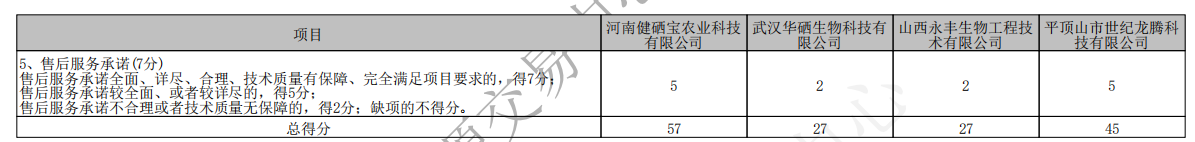 项目
河南健硒宝农业科技
有限公司
武汉华硒生物科技有
限公司
山西永丰生物工程技
术有限公司
平顶山市世纪龙腾科
技有限公司
5、售后服务承诺(7分)
售后服务承诺全面、详尽、合理、技术质量有保障、完全满足项目要求的，得7分；
售后服务承诺较全面、或者较详尽的，得5分；
售后服务承诺不合理或者技术质量无保障的，得2分；缺项的不得分。
5
2
2
5
总得分
57
27
27
45
源交易中心